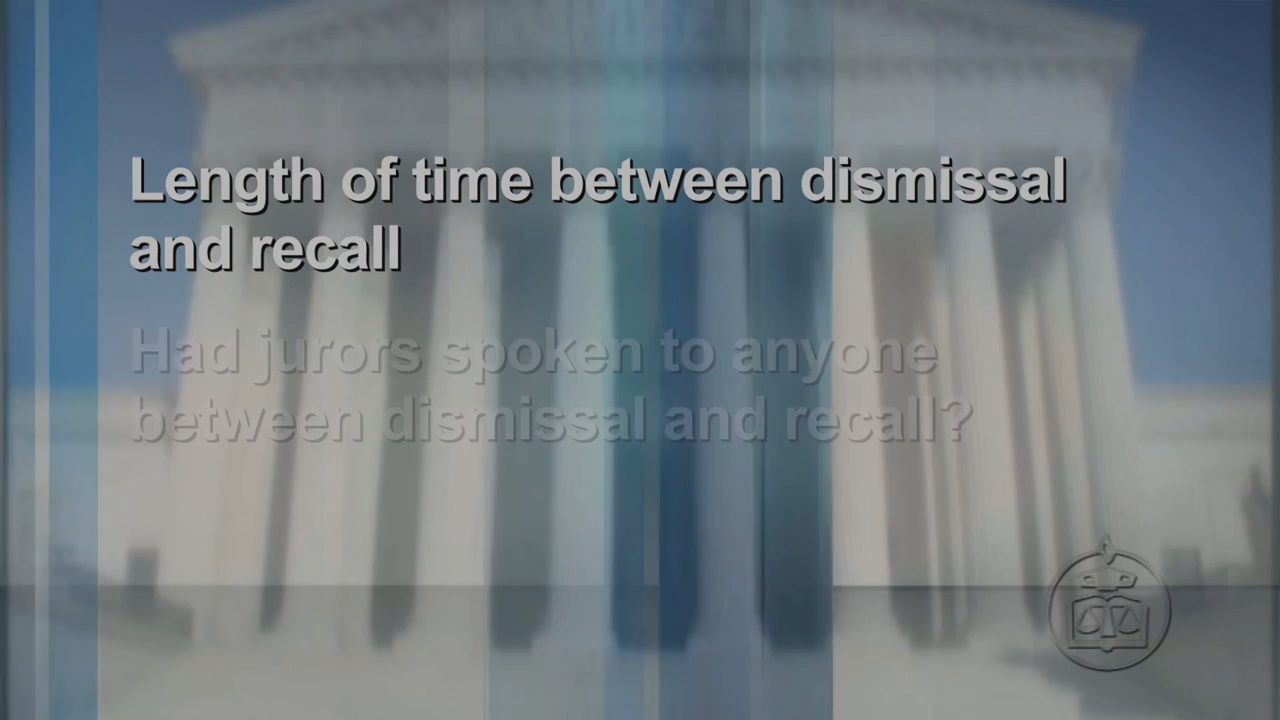 Length of time between dismissal
and recall
Had jurors spoken to anyone
between dismissal and recall?